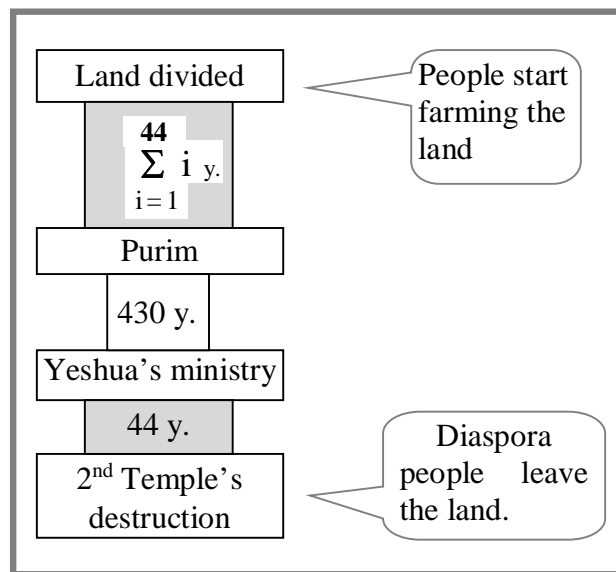 Land divided
People start
farming the
land
44
Σ i y.
i = 1
Purim
430 y.
Yeshua's ministry
44 y.
2nd Temple's
destruction
Diaspora
people leave
the land.